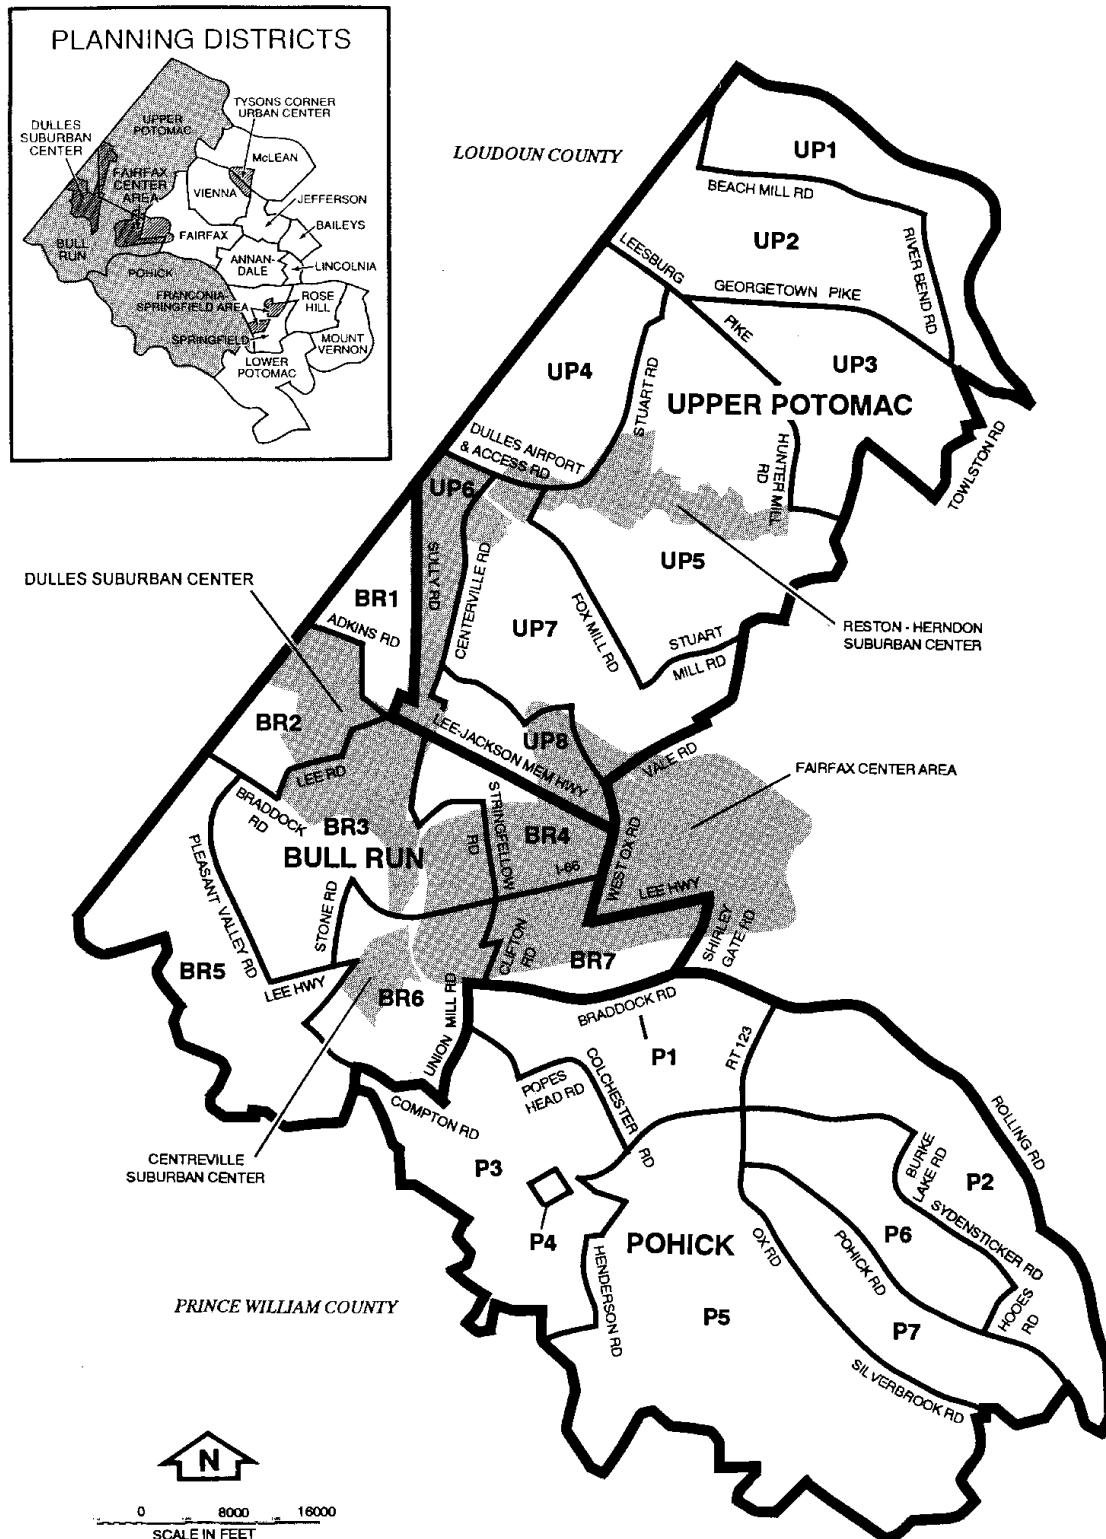 PLANNING DISTRICTS
TYSONS CORNER
URBAN CENTER
DULLES
SUBURBAN
CENTER
UPPER
POTOMAC
McLEAN
FAIRFAX
CENTER
AREA
VIENNA
JEFFERSON
BAILEYS
FAIRFAX
BULL
RUN
ANNAN-
DALE
LINCOLNIA
POHICK
FRANCONIA-
SPRINGFIELD AREA
ROSE
HILL
SPRINGFIELD
MOUNT
VERNON
LOWER
POTOMAC
LOUDOUN COUNTY
UP1
BEACH MILL RD
UP2
RIVER BEND RD
LEESBURG
PIKE
GEORGETOWN PIKE
UP3
UP4
STUART RD
UPPER POTOMAC
HUNTER MILL
RD
TOWLSTON RD
DULLES AIRPORT
& ACCESS RD
UP6
SULLY RD
CENTERVILLE RD
UP5
DULLES SUBURBAN CENTER
BR1
ADKINS RD
UP7
FOX MILL RD
STUART
MILL RD
RESTON - HERNDON
SUBURBAN CENTER
BR2
LEE-JACKSON MEM HWY
UP8
VALE RD
FAIRFAX CENTER AREA
LEE RD
BRADDOCK
RD
BR3
BULL RUN
STRINGFELLOW
RD
BR4
I-66
WEST OX RD
LEE HWY
SHIRLEY
GATE RD
PLEASANT VALLEY RD
STONE RD
CLIFTON
RD
BR7
BR5
LEE HWY
BR6
UNION MILL RD
BRADDOCK RD
P1
RT 123
POPES
HEAD RD
COLCHESTER
RD
COMPTON RD
ROLLING RD
CENTREVILLE
SUBURBAN CENTER
P3
BURKE
LAKE RD
P2
SYDENSTICKER RD
P4
POHICK
OX RD
POHICK RD
P6
HENDERSON RD
HOOES
RD
PRINCE WILLIAM COUNTY
P5
P7
SILVERBROOK RD
N
0 8000 16000
SCALE IN FEET